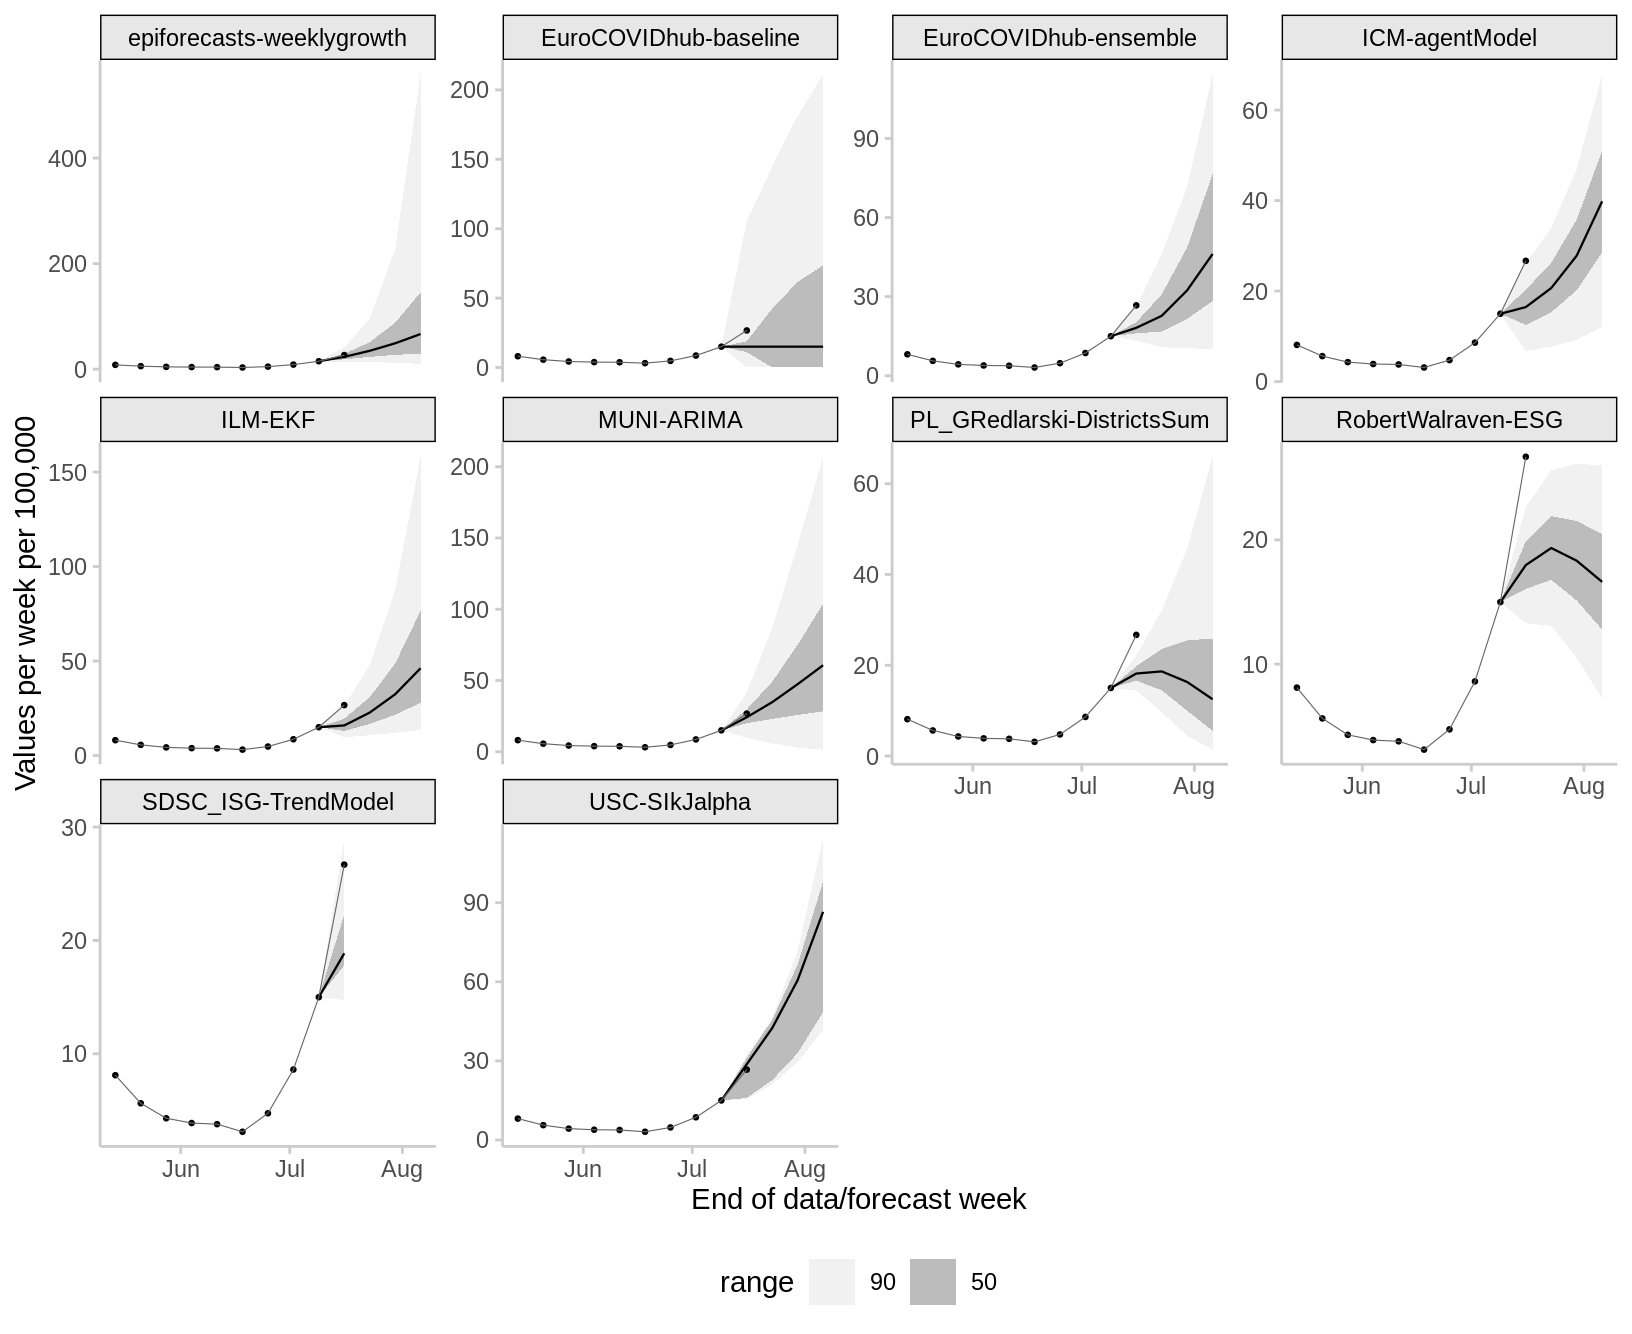 epiforecasts-weeklygrowth
EuroCOVIDhub-baseline
EuroCOVIDhub-ensemble
ICM-agentModel
400
200
0
200
150
100
50
0
90
60
30
0
60
40
20
0
ILM-EKF
MUNI-ARIMA
PL_GRedlarski-DistrictsSum
RobertWalraven-ESG
150
100
50
0
200
150
100
50
0
60
40
20
0
20
10
Jun Jul Aug
Jun Jul Aug
SDSC_ISG-TrendModel
USC-SIkJalpha
30
20
10
90
60
30
0
Jun Jul Aug
Jun Jul Aug
Values per week per 100,000
End of data/forecast week
range 90 50